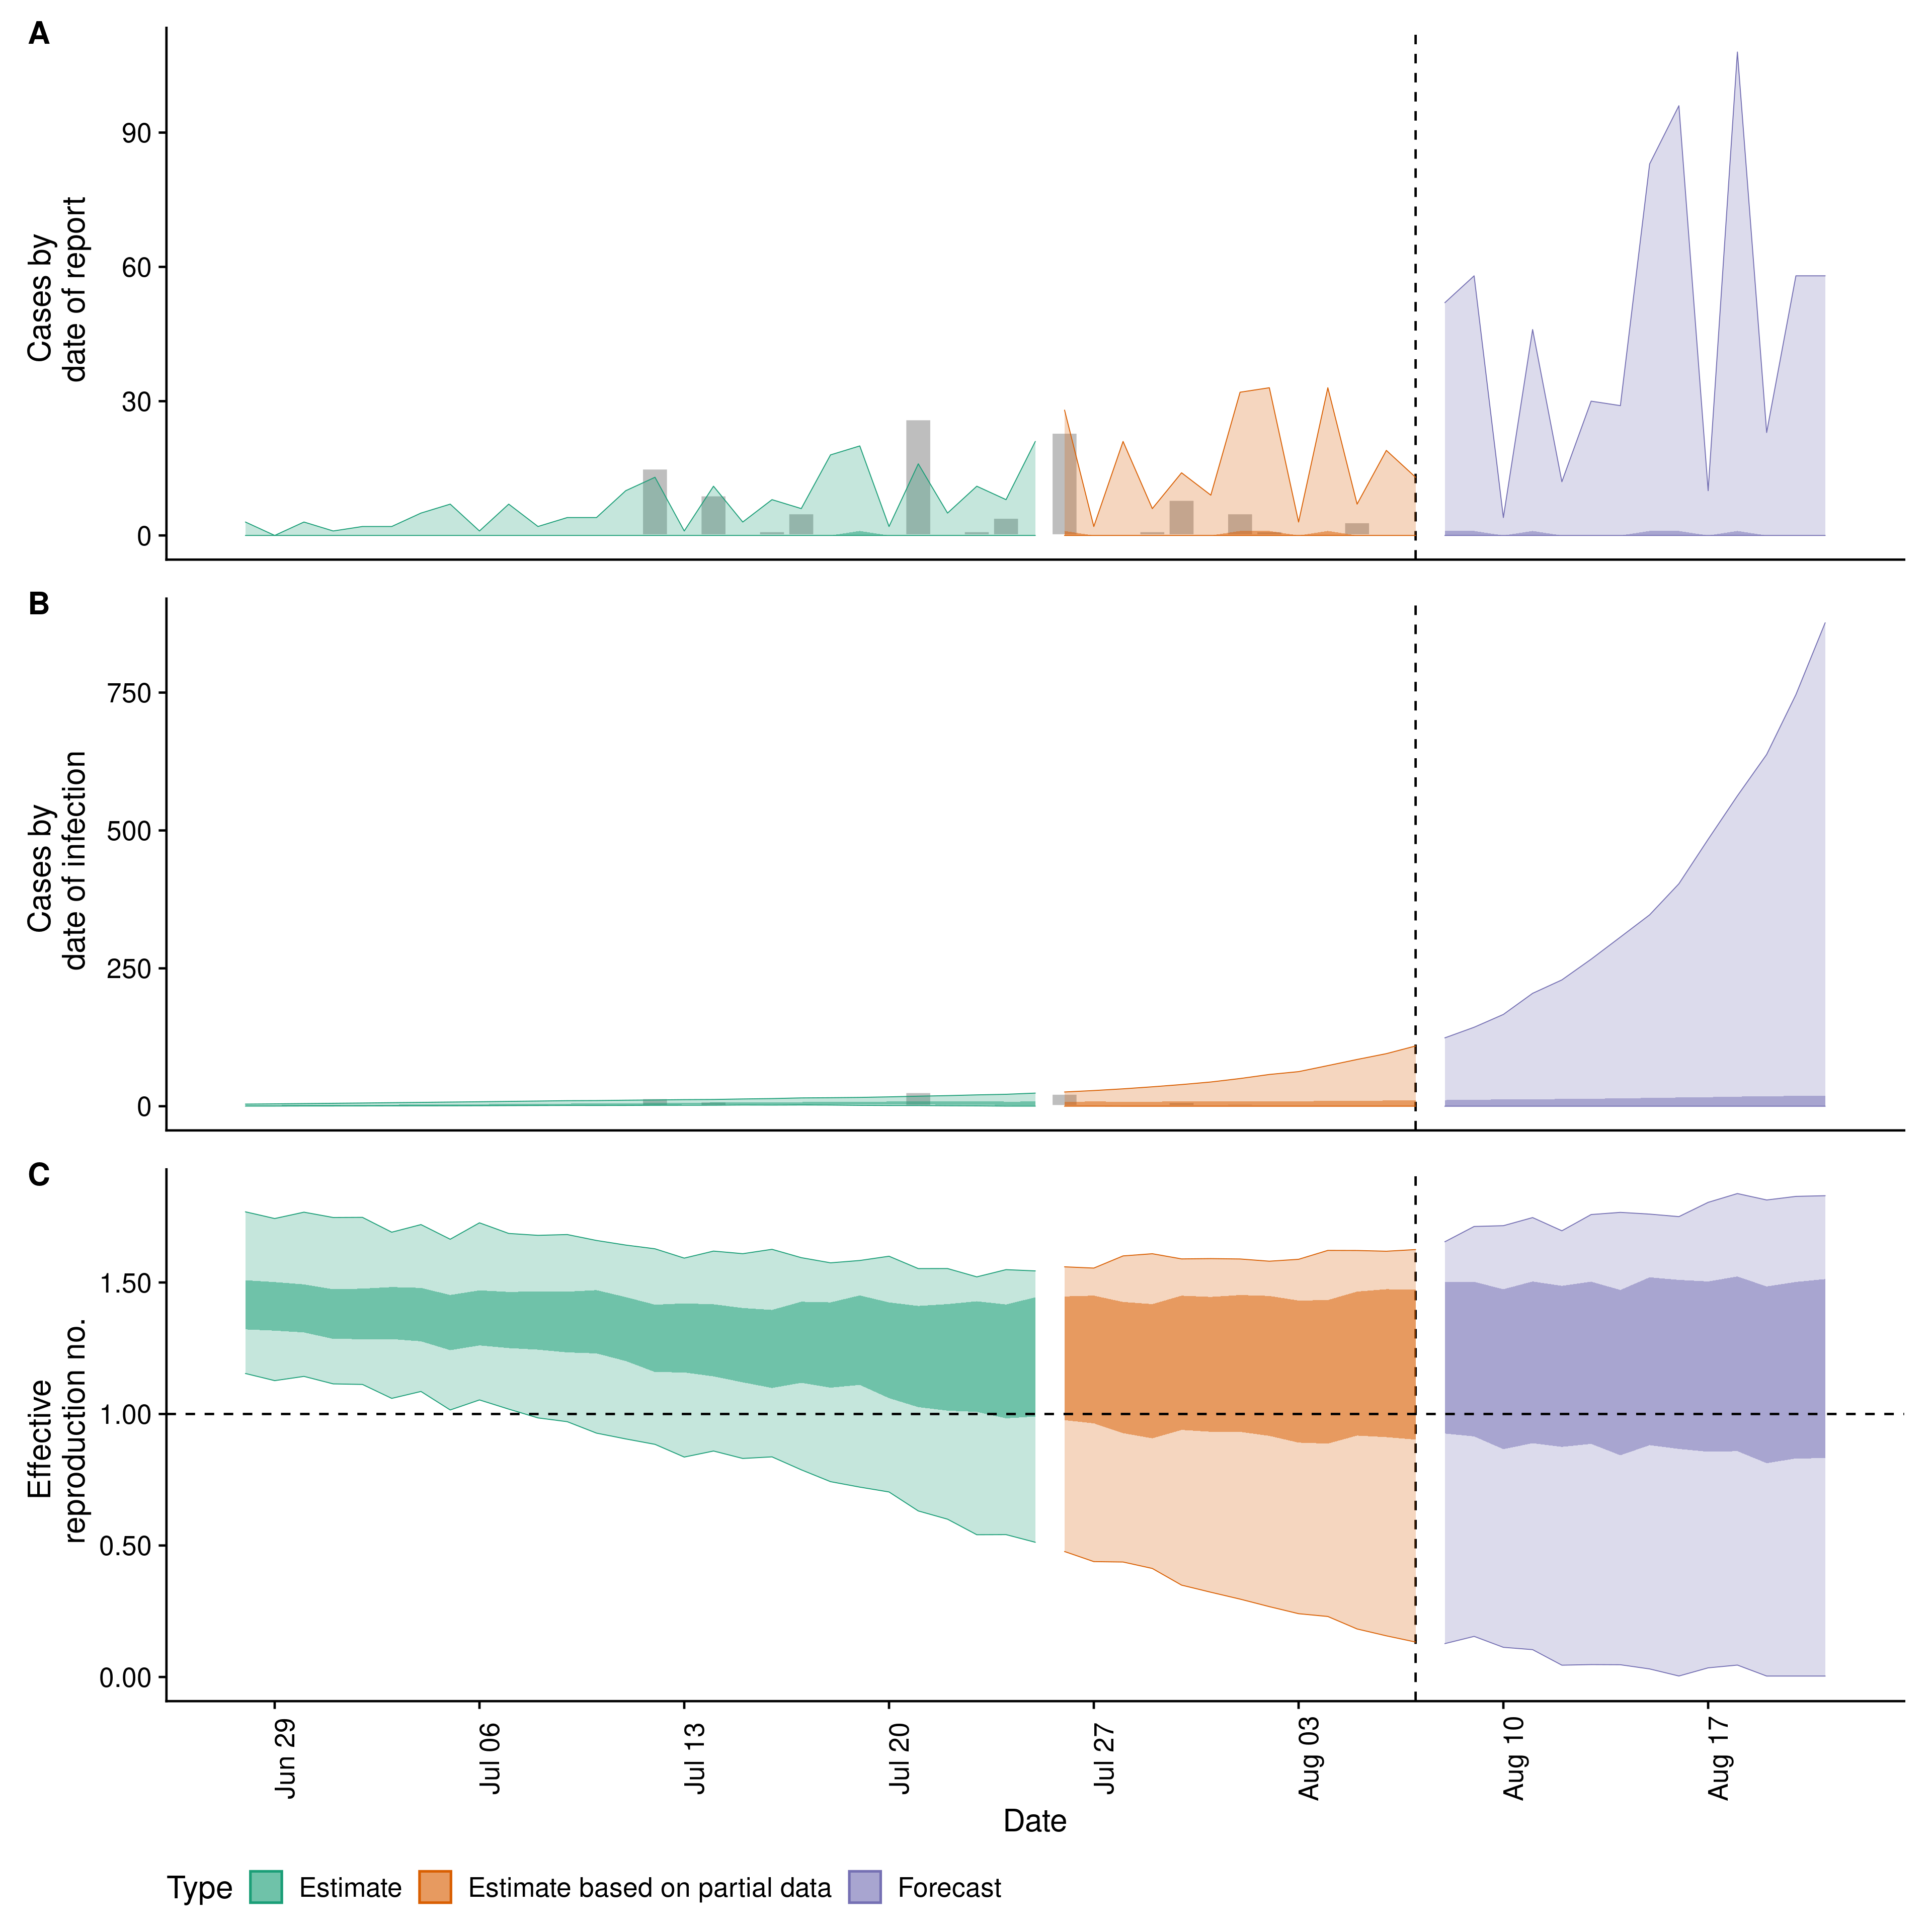 A
Cases by
date of report
90
60
30
0
B
Cases by
date of infection
750
500
250
0
C
Effective
reproduction no.
1.50
1.00
0.50
0.00
Jun 29
Jul 06
Jul 13
Jul 20
Jul 27
Aug 03
Aug 10
Aug 17
Date
Type Estimate Estimate based on partial data Forecast